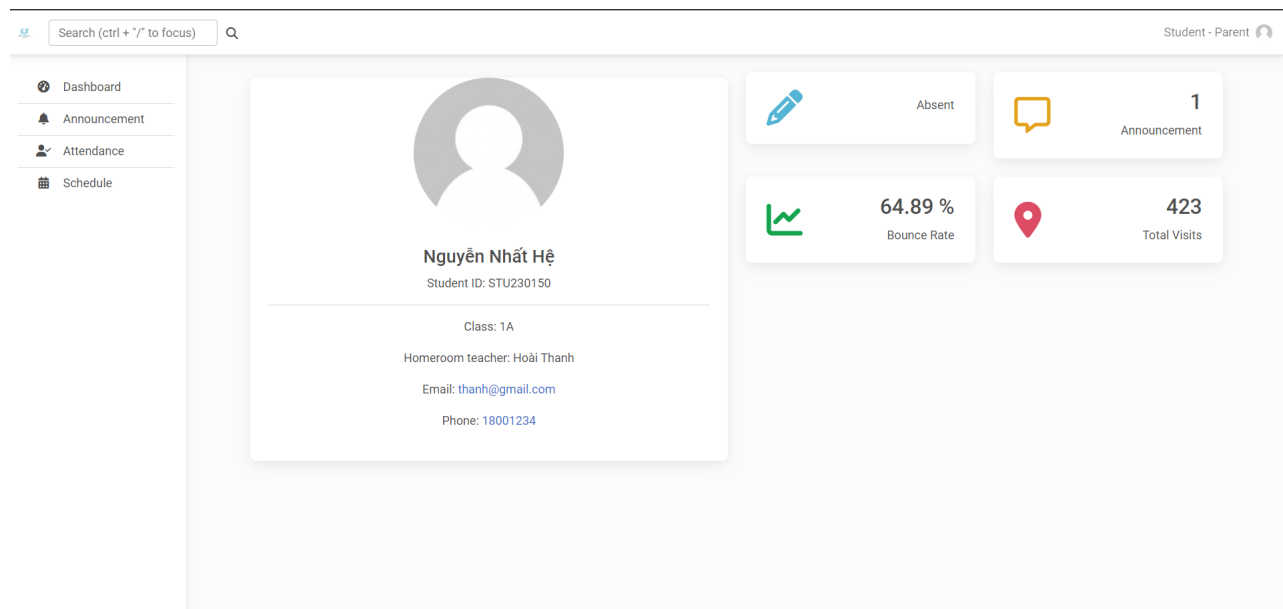 Search (ctrl + "/" to focus)
Student - Parent
Dashboard
Announcement
Attendance
Schedule
Nguyễn Nhất Hệ
Student ID: STU230150
Class: 1A
Homeroom teacher: Hoài Thanh
Email: thanh@gmail.com
Phone: 18001234
Absent
1
Announcement
64.89 %
Bounce Rate
423
Total Visits